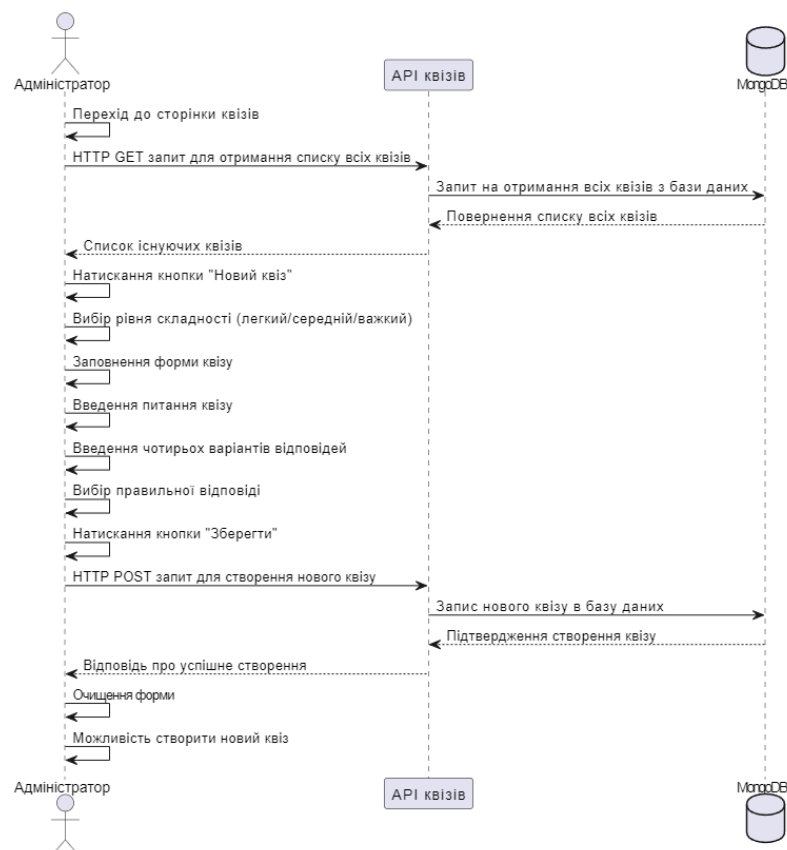 Адміністратор
API квізів
MongoDB
Перехід до сторінки квізів
HTTP GET запит для отримання списку всіх квізів
Запит на отримання всіх квізів з бази даних
Повернення списку всіх квізів
Список існуючих квізів
Натискання кнопки "Новий квіз"
Вибір рівня складності (легкий/середній/важкий)
Заповнення форми квізу
Введення питання квізу
Введення чотирьох варіантів відповідей
Вибір правильної відповіді
Натискання кнопки "Зберегти"
HTTP POST запит для створення нового квізу
Запис нового квізу в базу даних
Підтвердження створення квізу
Відповідь про успішне створення
Очищення форми
Можливість створити новий квіз
Адміністратор
API квізів
MongoDB